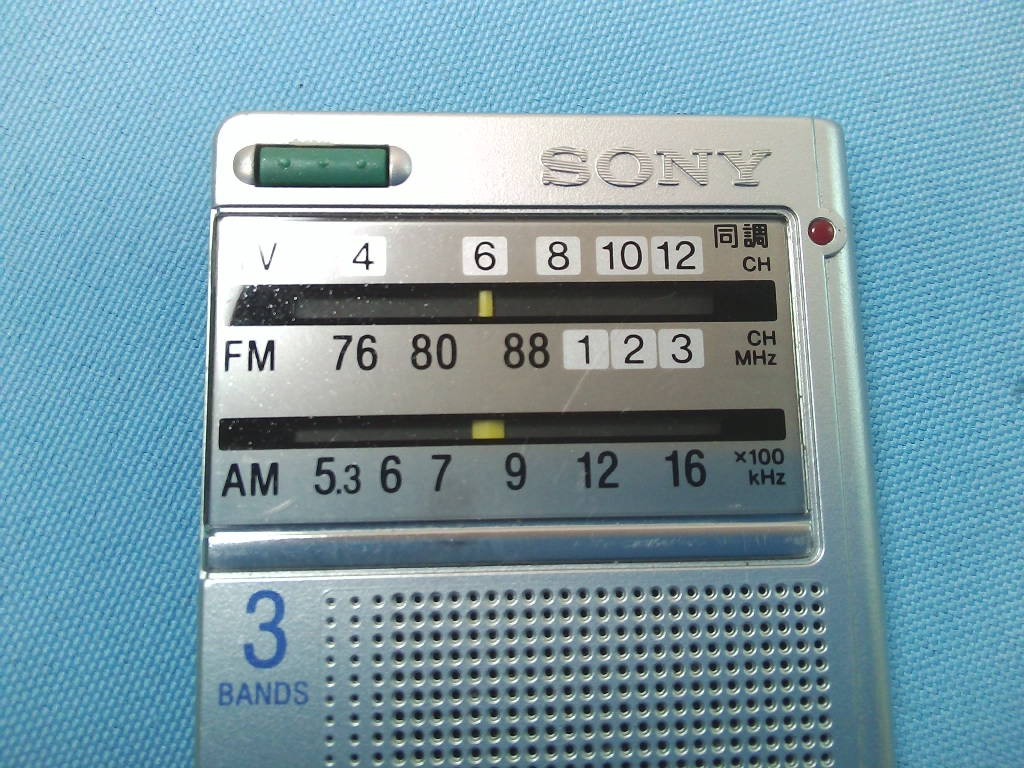 SONY
同調
V 4 6 8 10 12 CH
FM 76 80 88 1 2 3 CH MHz
AM 5.3 6 7 9 12 16 ×100 kHz
3
BANDS